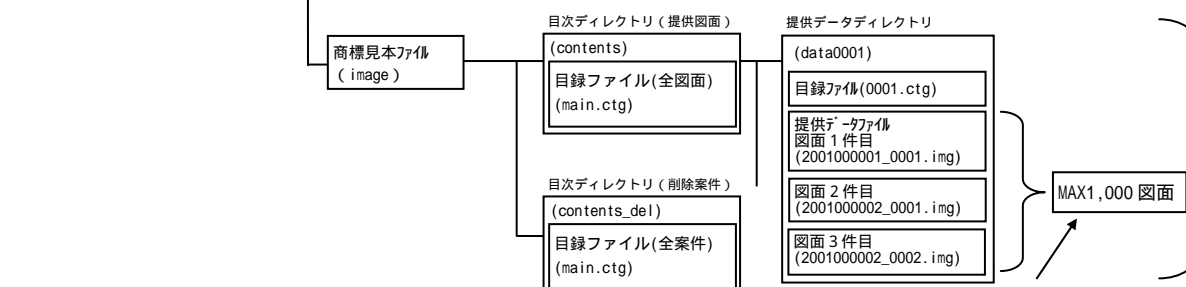 商標見本ﾌｧｲﾙ
（image）
目次ディレクトリ（提供図面）
(contents)
目録ファイル(全図面)
(main.ctg)
目次ディレクトリ（削除案件）
(contents_del)
目録ファイル(全案件)
(main.ctg)
提供データディレクトリ
(data0001)
目録ﾌｧｲﾙ(0001.ctg)
提供ﾃﾞｰﾀﾌｧｲﾙ
図面１件目
(2001000001_0001.img)
図面２件目
(2001000002_0001.img)
図面３件目
(2001000002_0002.img)
MAX1,000 図面